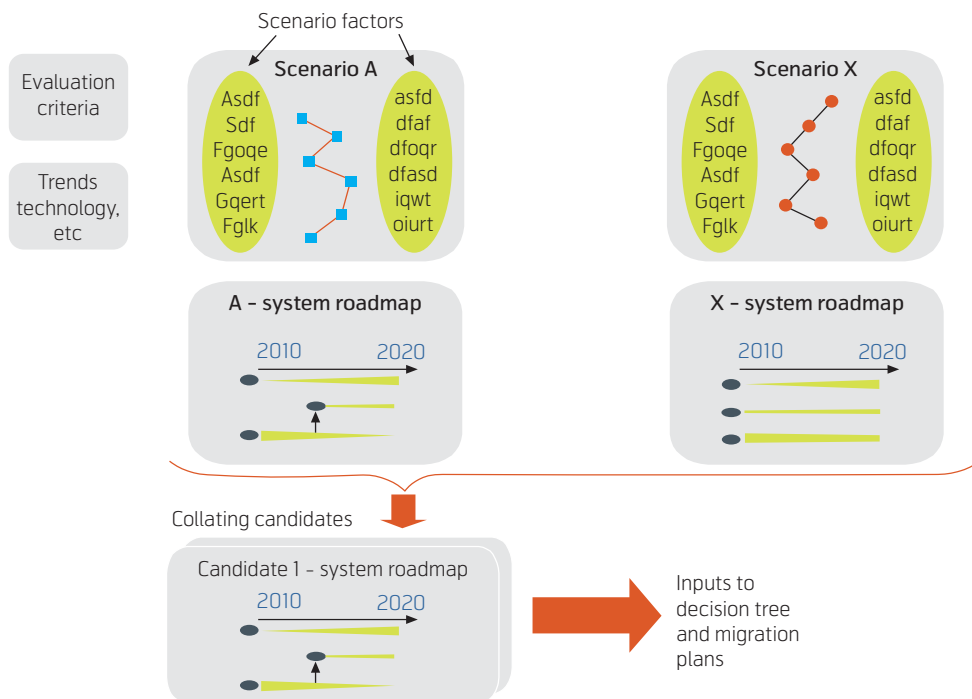 Scenario factors
Evaluation
criteria
Trends
technology,
etc
Scenario A
Asdf
Sdf
Fgoqe
Asdf
Gqert
Fglk
asfd
dfaf
dfoqr
dfasd
iqwt
oiurt
Scenario X
Asdf
Sdf
Fgoqe
Asdf
Gqert
Fglk
asfd
dfaf
dfoqr
dfasd
iqwt
oiurt
A - system roadmap
2010 2020
X - system roadmap
2010 2020
Collating candidates
Candidate 1 - system roadmap
2010 2020
Inputs to
decision tree
and migration
plans